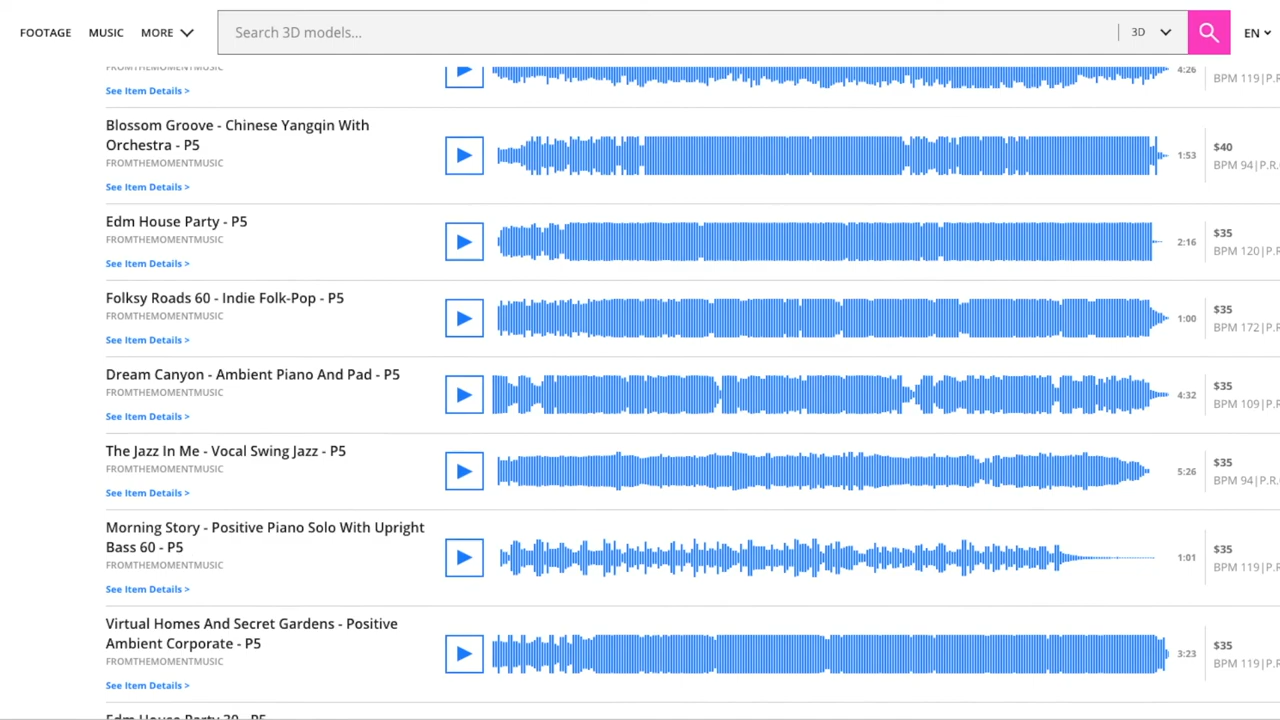 FOOTAGE MUSIC MORE Search 3D models... 3D EN
FROMTHEMOMENTMUSIC
See Item Details >
4:26
BPM 119|P.R
Blossom Groove - Chinese Yangqin With
Orchestra - P5
FROMTHEMOMENTMUSIC
See Item Details >
1:53
$40
BPM 94|P.R.
Edm House Party - P5
FROMTHEMOMENTMUSIC
See Item Details >
2:16
$35
BPM 120|P.R
Folksy Roads 60 - Indie Folk-Pop - P5
FROMTHEMOMENTMUSIC
See Item Details >
1:00
$35
BPM 172|P.R
Dream Canyon - Ambient Piano And Pad - P5
FROMTHEMOMENTMUSIC
See Item Details >
4:32
$35
BPM 109|P.R
The Jazz In Me - Vocal Swing Jazz - P5
FROMTHEMOMENTMUSIC
See Item Details >
5:26
$35
BPM 94|P.R.
Morning Story - Positive Piano Solo With Upright
Bass 60 - P5
FROMTHEMOMENTMUSIC
See Item Details >
1:01
$35
BPM 119|P.R
Virtual Homes And Secret Gardens - Positive
Ambient Corporate - P5
FROMTHEMOMENTMUSIC
See Item Details >
3:23
$35
BPM 119|P.R
Edm House Party 30 - P5